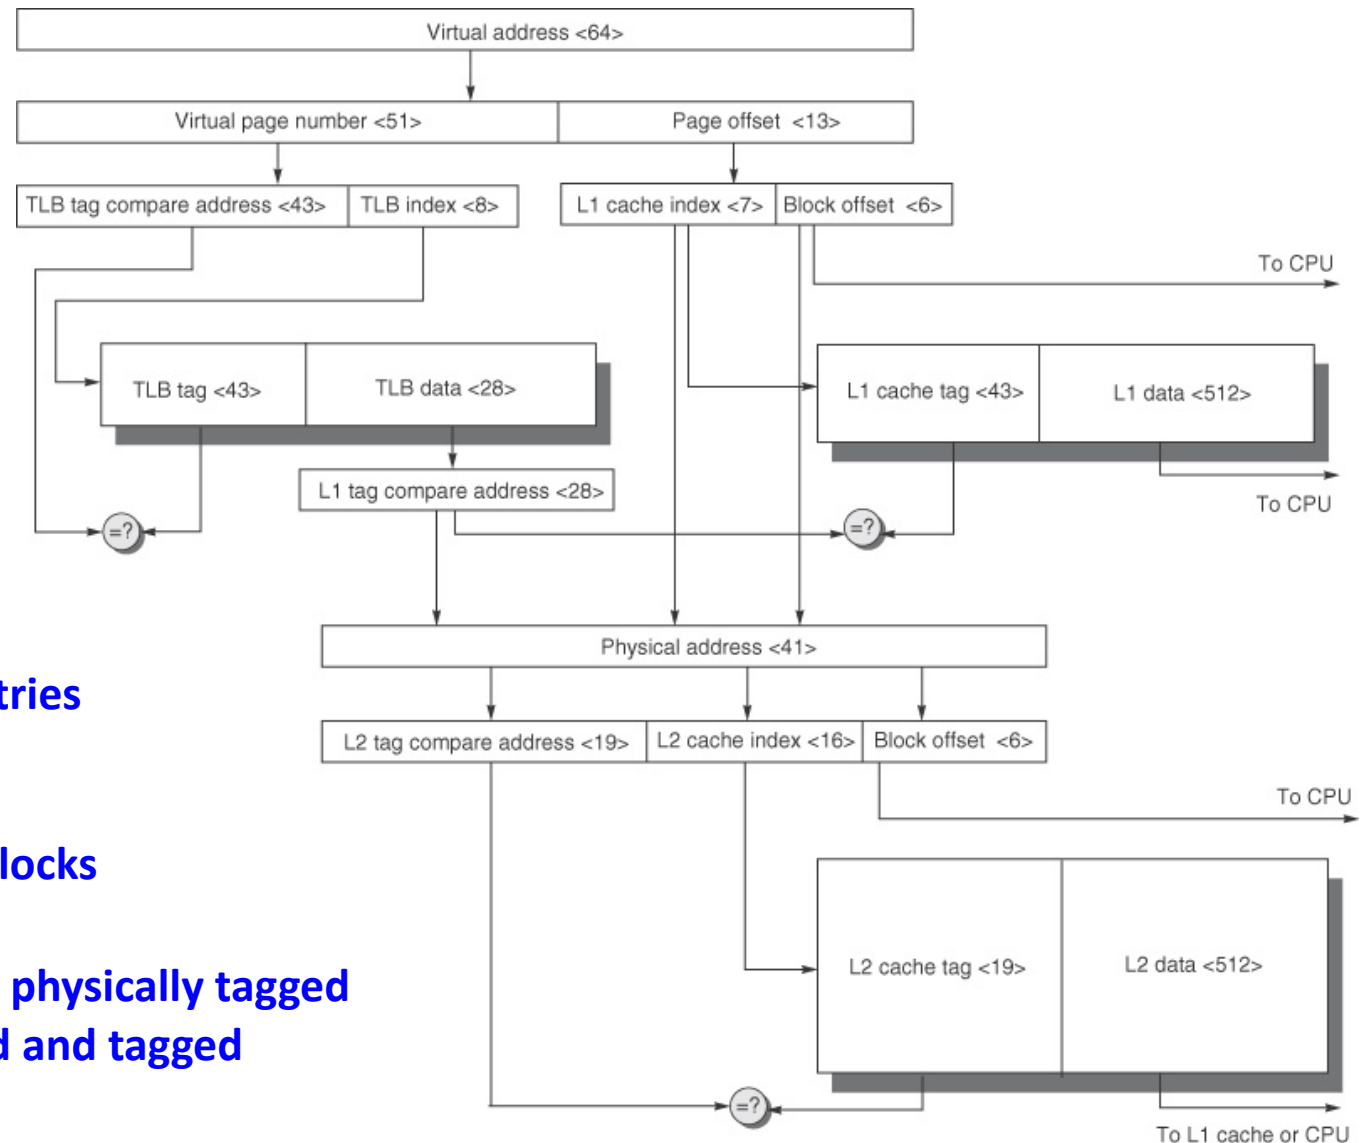 Virtual address <64>
Virtual page number <51> Page offset <13>
TLB tag compare address <43> TLB index <8> L1 cache index <7> Block offset <6>
To CPU
TLB tag <43> TLB data <28> L1 cache tag <43> L1 data <512>
L1 tag compare address <28>
To CPU
=? =?
Physical address <41>
tries
L2 tag compare address <19> L2 cache index <16> Block offset <6>
To CPU
locks
L2 cache tag <19> L2 data <512>
physically tagged
d and tagged
=?
To L1 cache or CPU